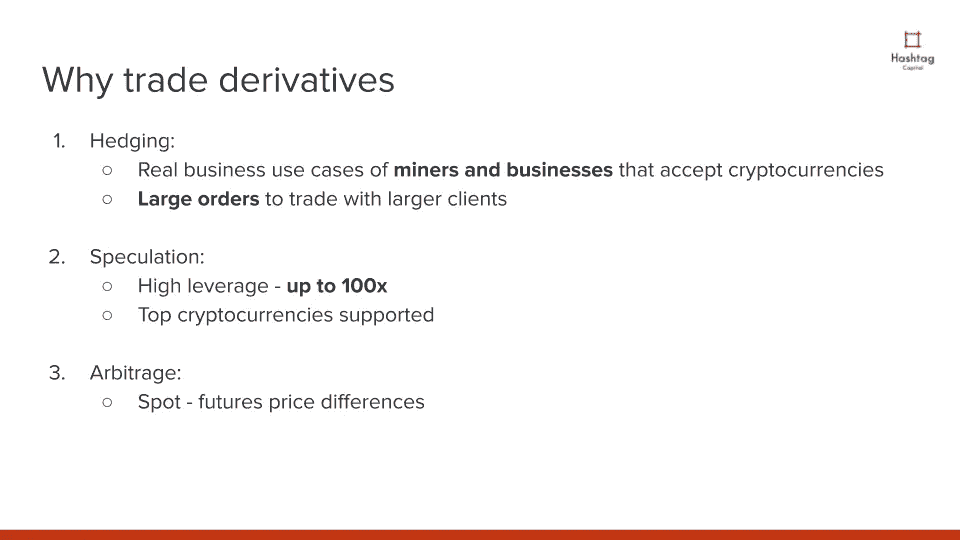 Hashtag
Capital
Why trade derivatives
1. Hedging:
○ Real business use cases of miners and businesses that accept cryptocurrencies
○ Large orders to trade with larger clients
2. Speculation:
○ High leverage - up to 100x
○ Top cryptocurrencies supported
3. Arbitrage:
○ Spot - futures price differences